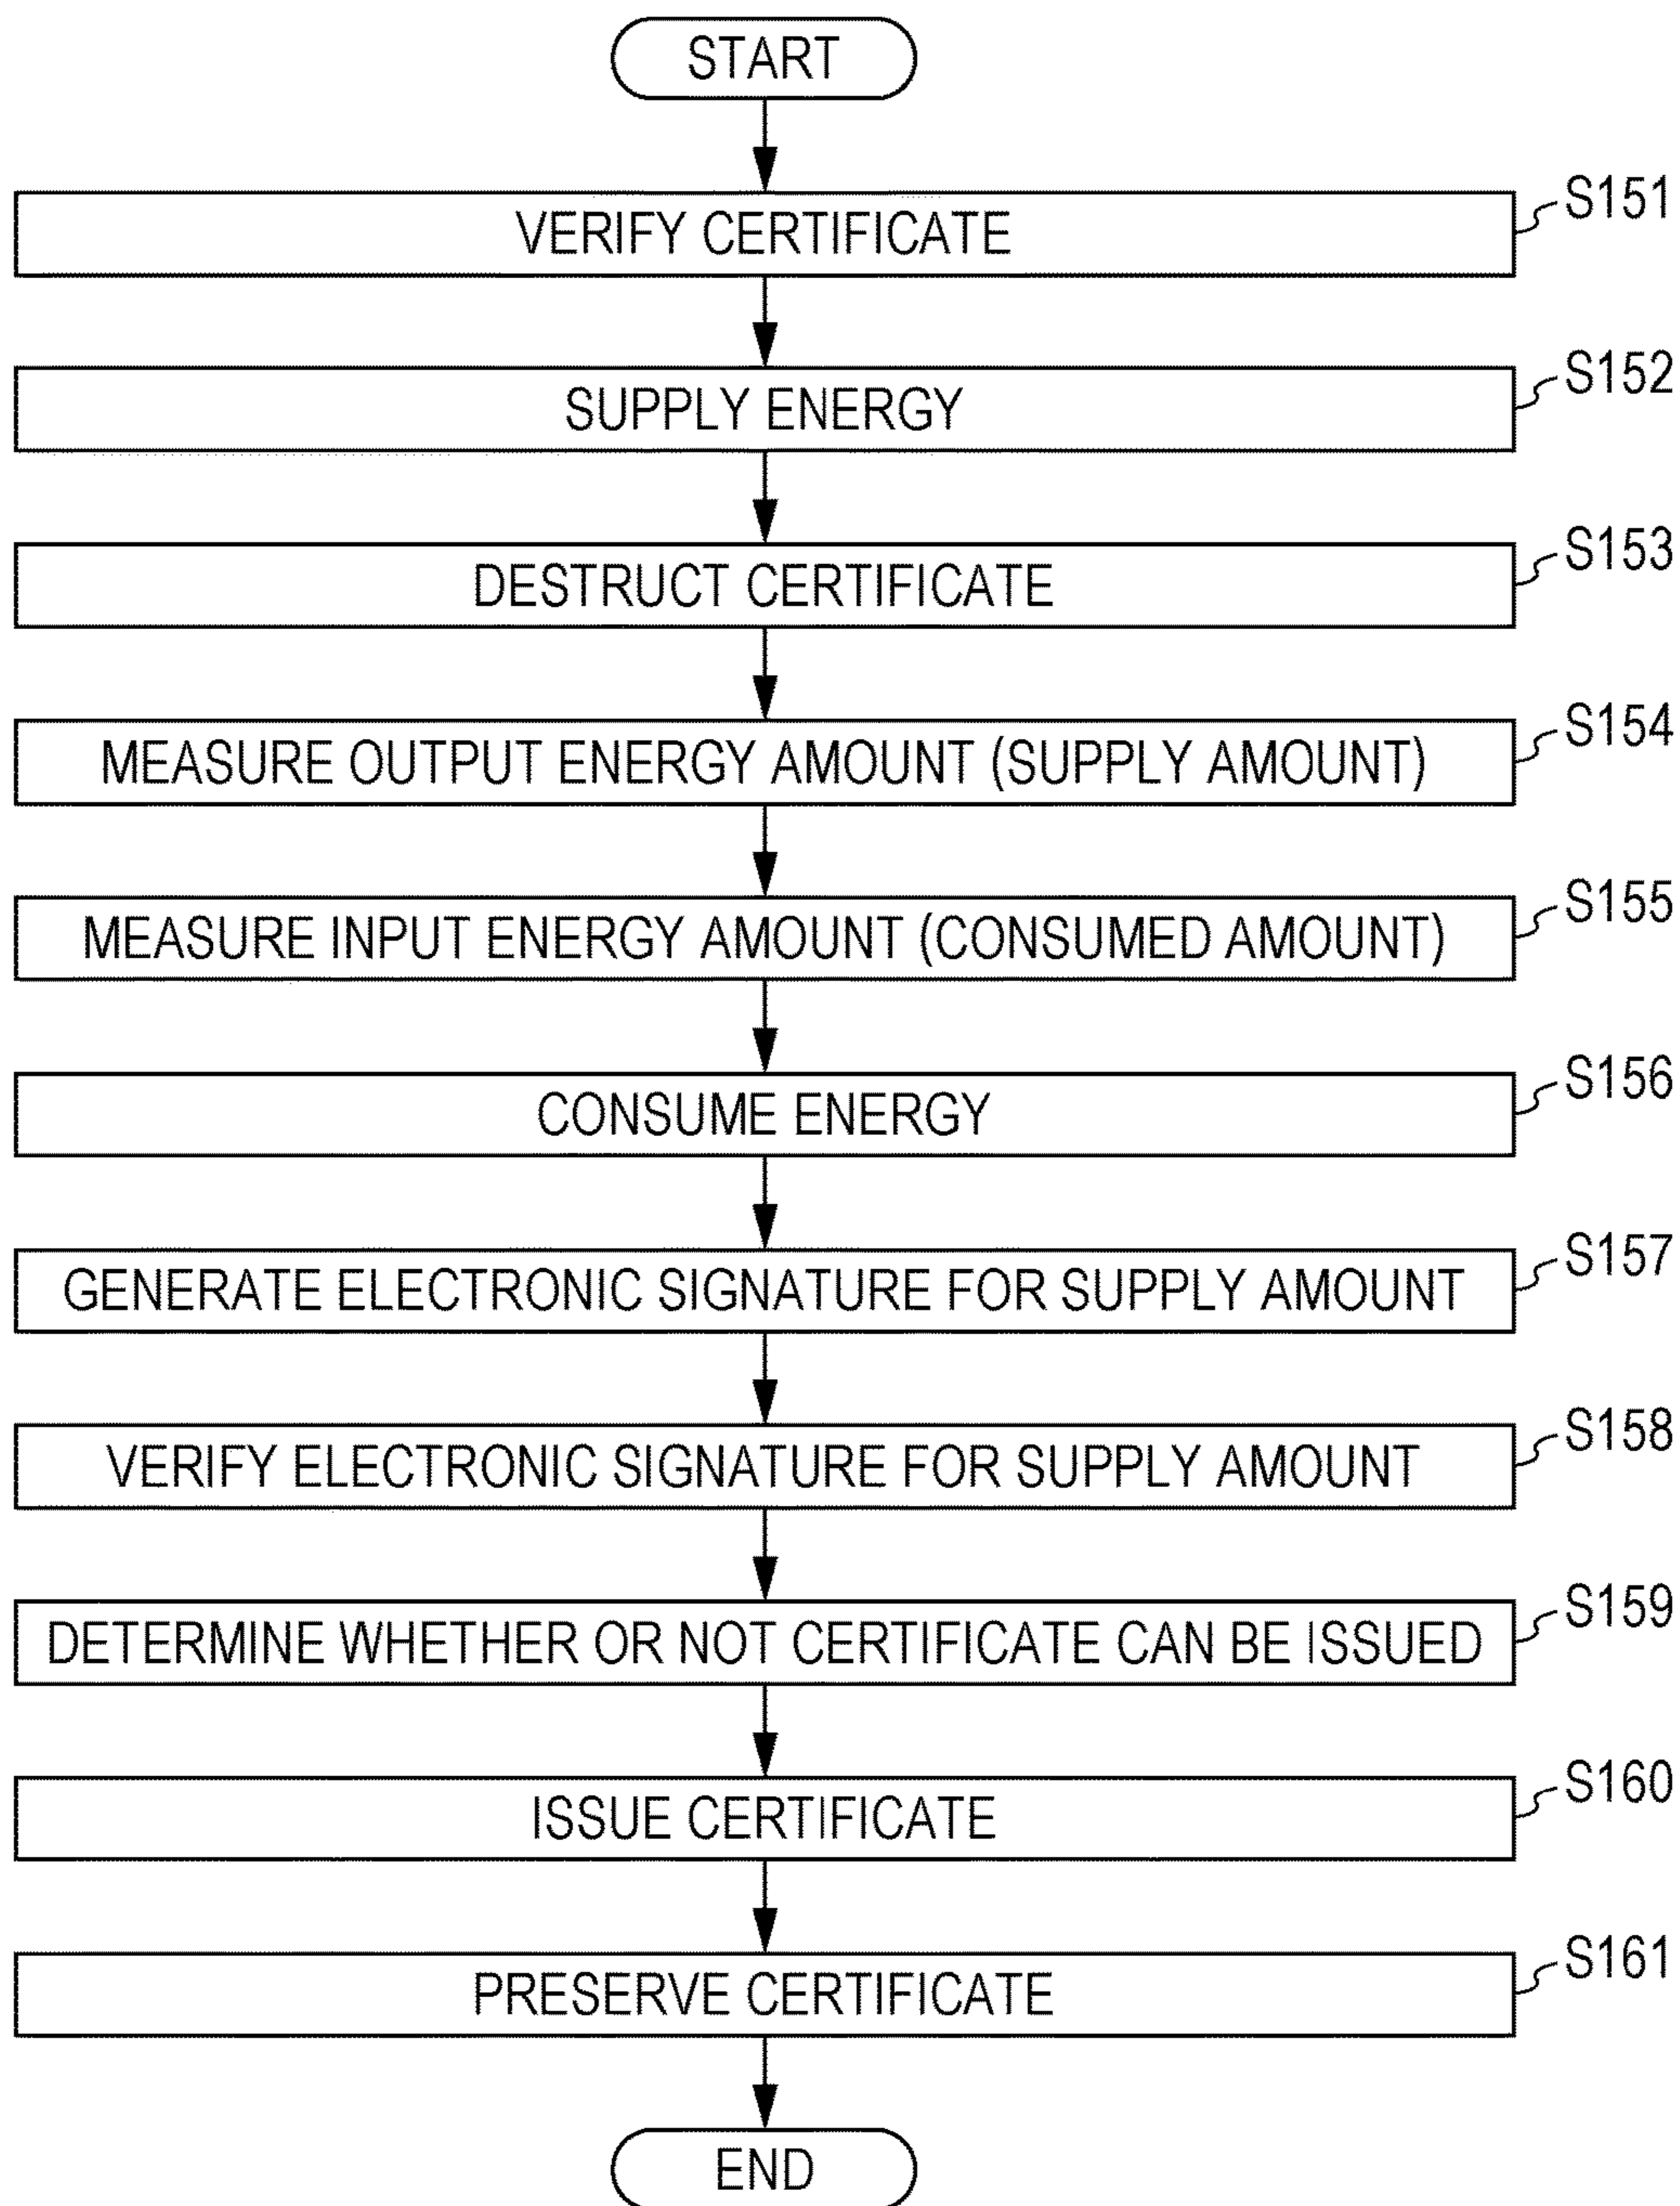 START
VERIFY CERTIFICATE
S151
SUPPLY ENERGY
S152
DESTRUCT CERTIFICATE
S153
MEASURE OUTPUT ENERGY AMOUNT (SUPPLY AMOUNT)
S154
MEASURE INPUT ENERGY AMOUNT (CONSUMED AMOUNT)
S155
CONSUME ENERGY
S156
GENERATE ELECTRONIC SIGNATURE FOR SUPPLY AMOUNT
S157
VERIFY ELECTRONIC SIGNATURE FOR SUPPLY AMOUNT
S158
DETERMINE WHETHER OR NOT CERTIFICATE CAN BE ISSUED
S159
ISSUE CERTIFICATE
S160
PRESERVE CERTIFICATE
S161
END